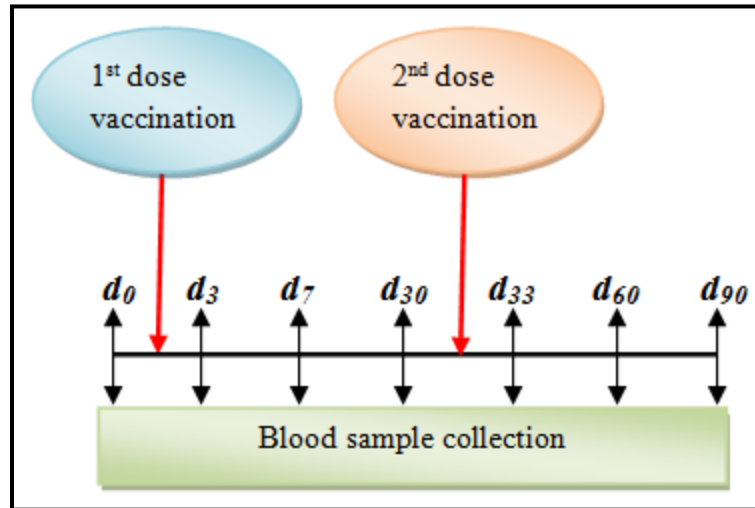 1st dose
vaccination
2nd dose
vaccination
d0 d3 d7 d30 d33 d60 d90
Blood sample collection